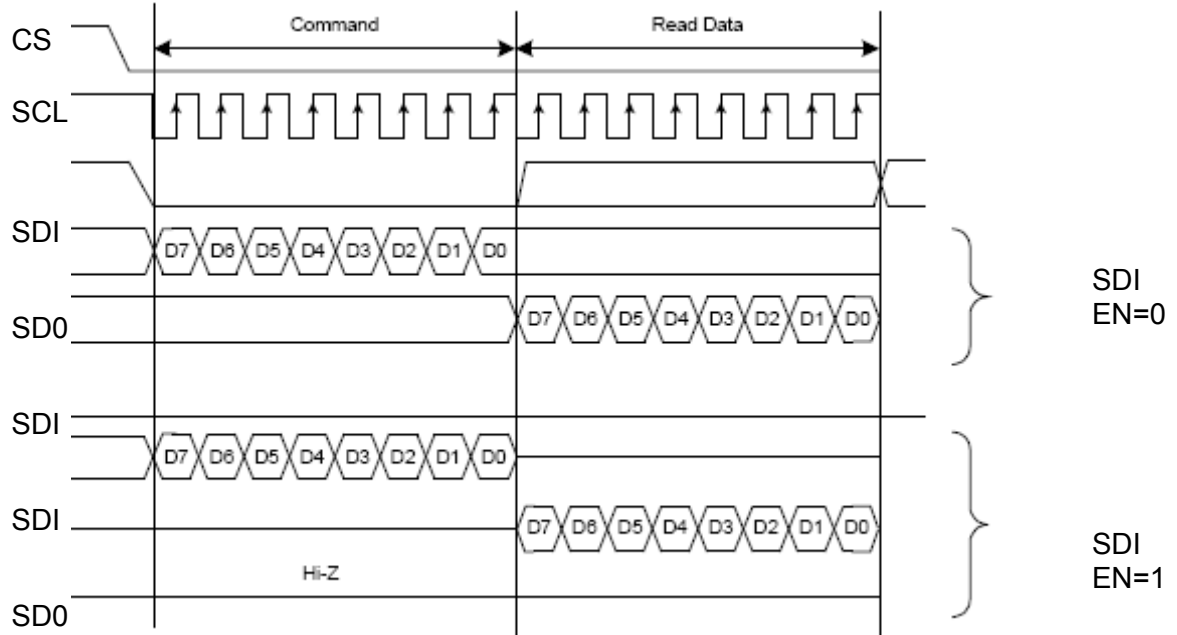 Command Read Data
CS
SCL
SDI
D7 D6 D5 D4 D3 D2 D1 D0
SD0
D7 D6 D5 D4 D3 D2 D1 D0
SDI
EN=0
SDI
D7 D6 D5 D4 D3 D2 D1 D0
SDI
D7 D6 D5 D4 D3 D2 D1 D0
Hi-Z
SD0
SDI
EN=1